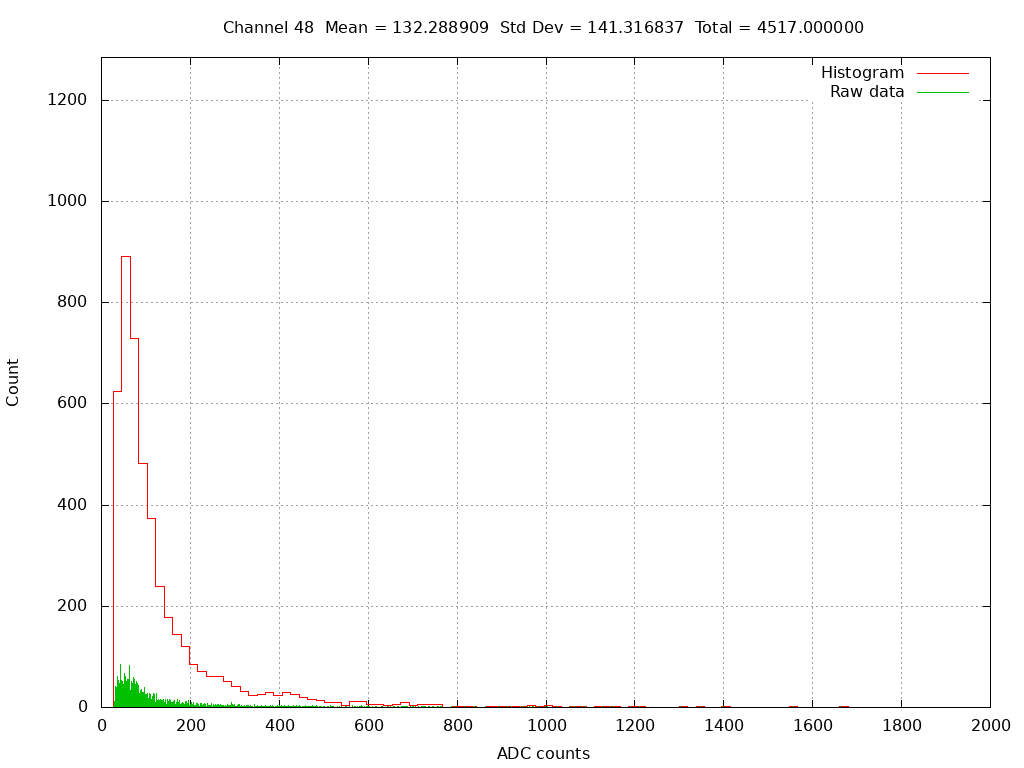 Channel 48  Mean = 132.288909  Std Dev = 141.316837  Total = 4517.000000
Histogram
Raw data
1200
1000
800
600
400
200
0
Count
0 200 400 600 800 1000 1200 1400 1600 1800 2000
ADC counts